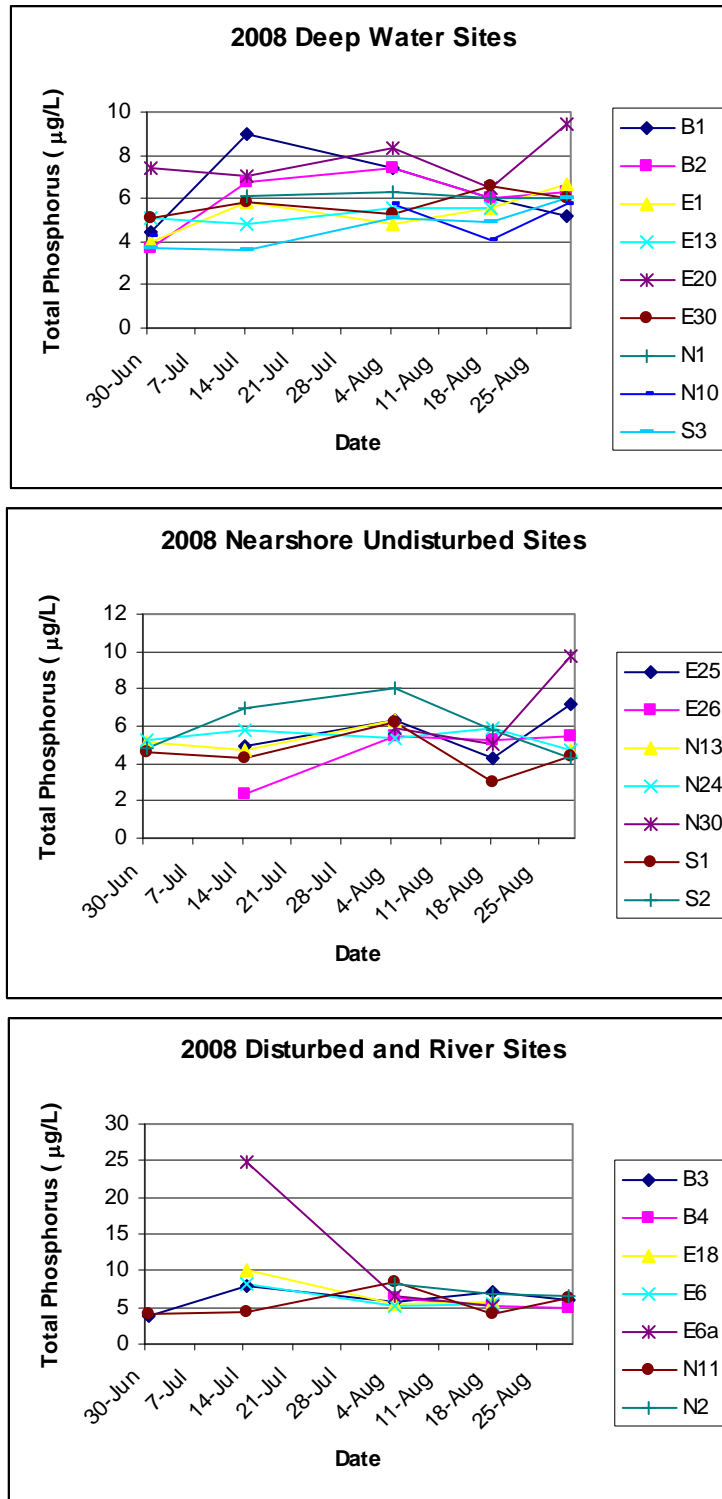 2008 Deep Water Sites
Total Phosphorus ( µg/L)
10
8
6
4
2
0
30-Jun
7-Jul
14-Jul
21-Jul
28-Jul
4-Aug
11-Aug
18-Aug
25-Aug
Date
B1
B2
E1
E13
E20
E30
N1
N10
S3
2008 Nearshore Undisturbed Sites
Total Phosphorus ( µg/L)
12
10
8
6
4
2
0
30-Jun
7-Jul
14-Jul
21-Jul
28-Jul
4-Aug
11-Aug
18-Aug
25-Aug
Date
E25
E26
N13
N24
N30
S1
S2
2008 Disturbed and River Sites
Total Phosphorus ( µg/L)
30
25
20
15
10
5
0
30-Jun
7-Jul
14-Jul
21-Jul
28-Jul
4-Aug
11-Aug
18-Aug
25-Aug
Date
B3
B4
E18
E6
E6a
N11
N2